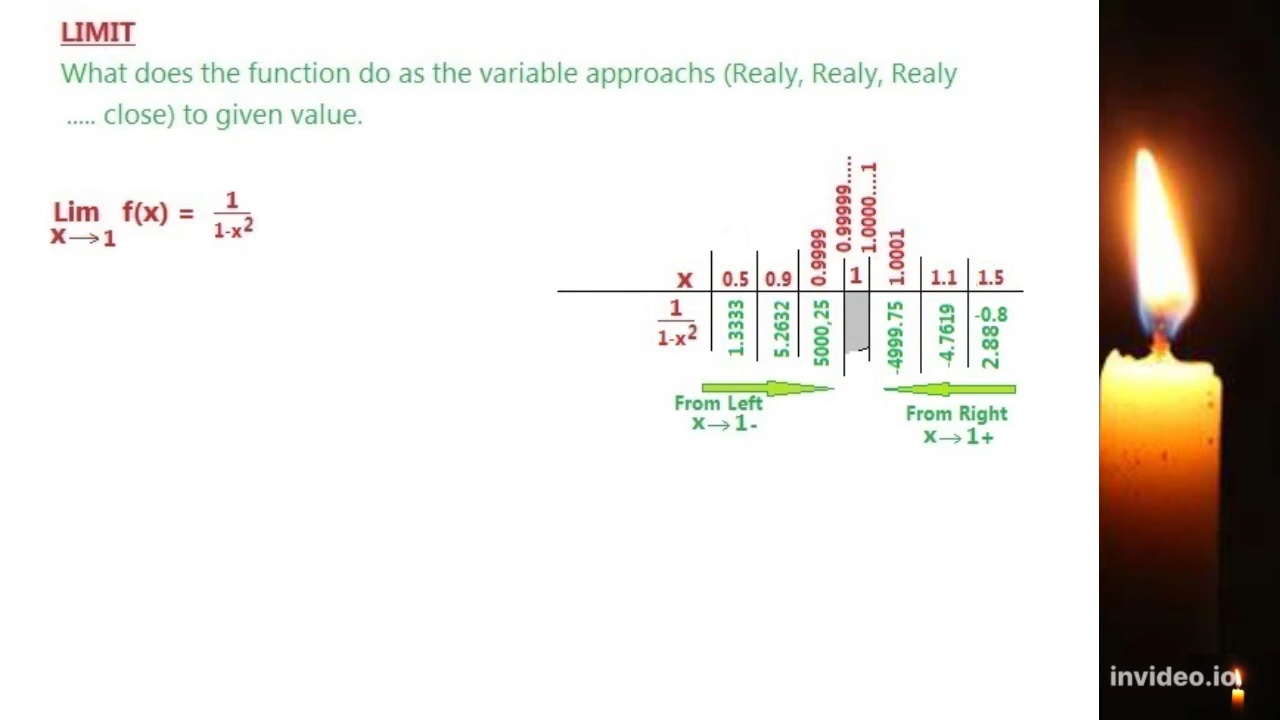 LIMIT
What does the function do as the variable approachs (Realy, Realy, Realy
..... close) to given value.
Lim f(x) = 1/1-x²
x→1
x 0.5 0.9 0.9999 0.99999..... 1 1.0000....1 1.0001 1.1 1.5
1/1-x² 1.3333 5.2632 5000,25 -4999.75 -4.7619 -0.8 2.88
From Left
x→1-
From Right
x→1+
invideo.io